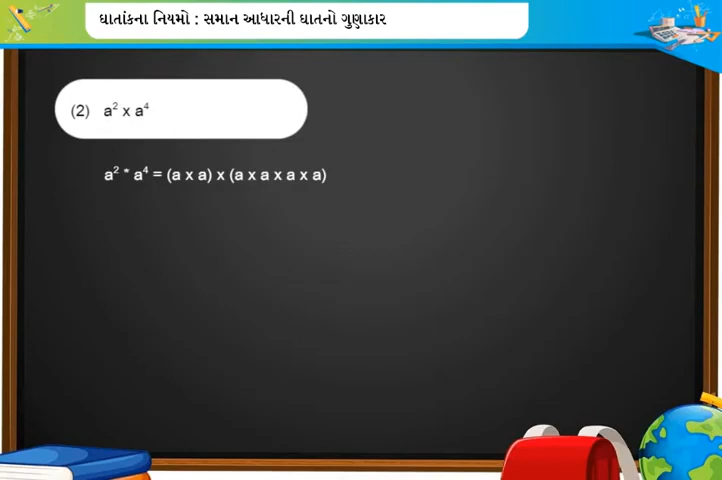 ઘાતાંકના નિયમો : સમાન આધારની ઘાતનો ગુણાકાર
(2) a² x a⁴
a² * a⁴ = (a x a) x (a x a x a x a)